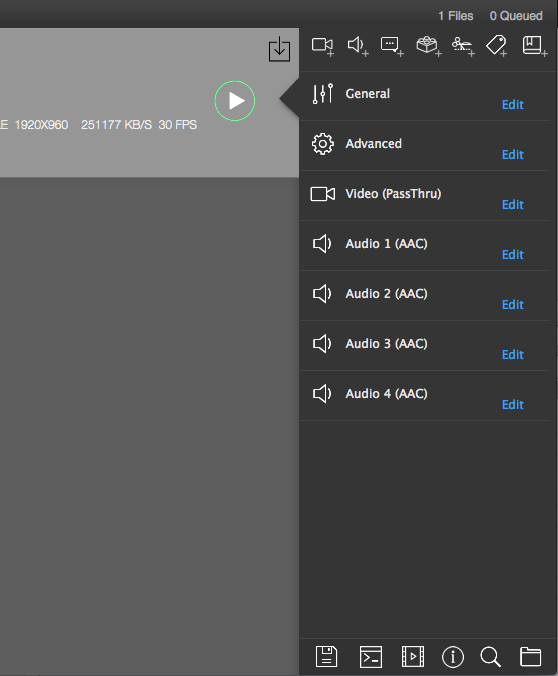 1 Files 0 Queued
General
Edit
LE 1920X960 251177 KB/S 30 FPS
Advanced
Edit
Video (PassThru)
Edit
Audio 1 (AAC)
Edit
Audio 2 (AAC)
Edit
Audio 3 (AAC)
Edit
Audio 4 (AAC)
Edit